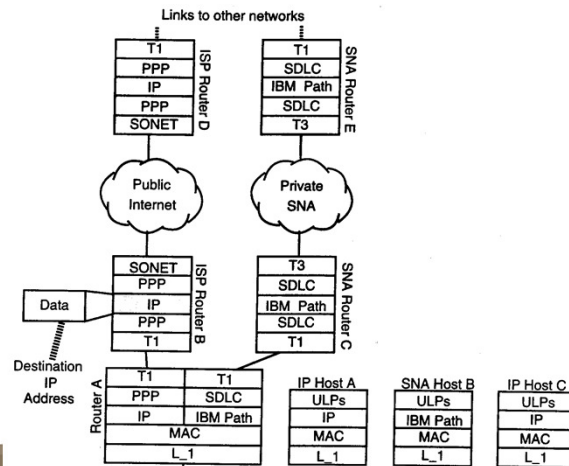 Links to other networks
T1
PPP
IP
PPP
SONET
ISP Router D
T1
SDLC
IBM Path
SDLC
T3
SNA Router E
Public
Internet
Private
SNA
SONET
PPP
IP
PPP
T1
ISP Router B
T3
SDLC
IBM Path
SDLC
T1
SNA Router C
Data
Destination
IP
Address
Router A
T1 T1
PPP SDLC
IP IBM Path
MAC
L_1
IP Host A
ULPs
IP
MAC
L_1
SNA Host B
ULPs
IBM Path
MAC
L_1
IP Host C
ULPs
IP
MAC
L_1